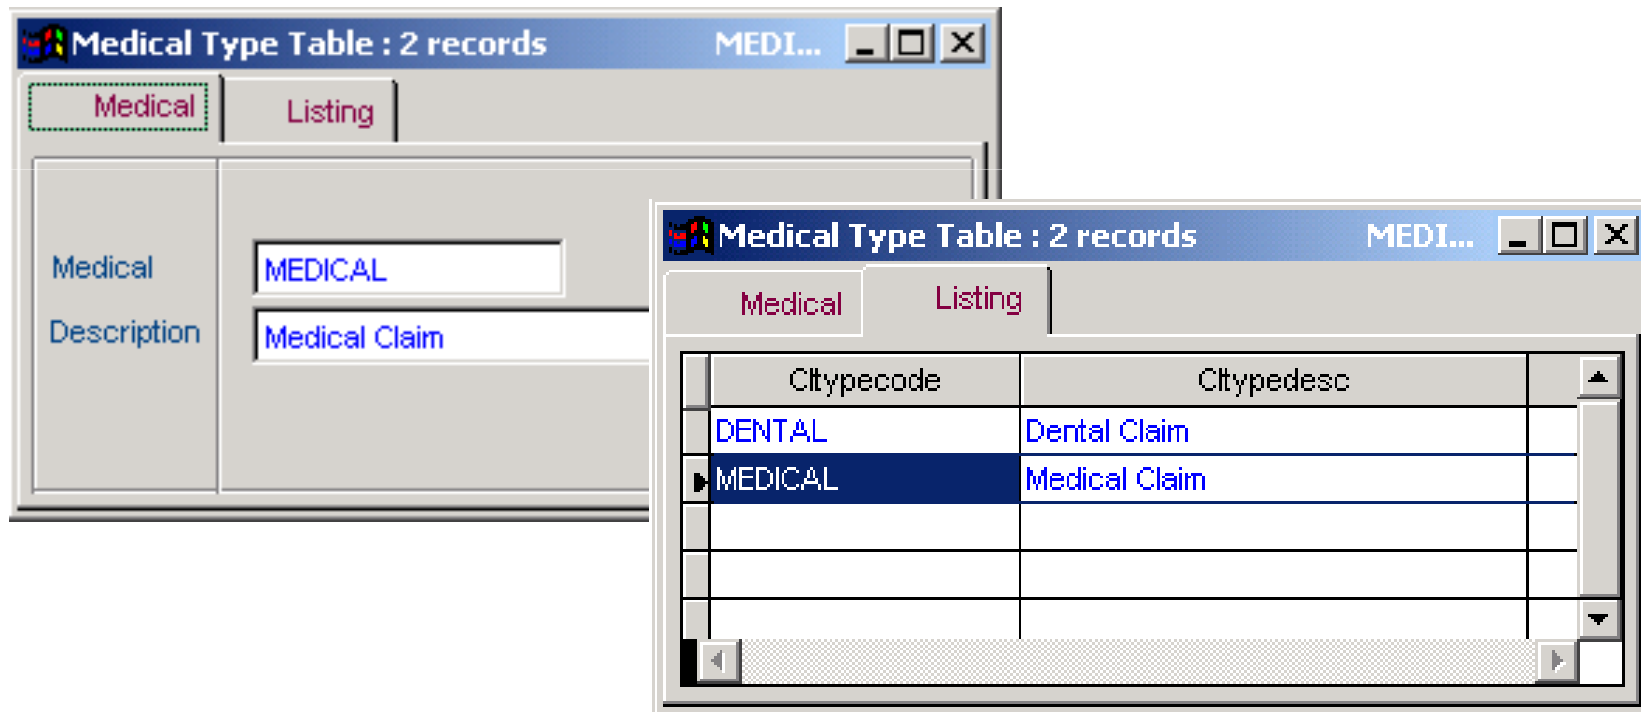 Medical Type Table : 2 records MEDI...
Medical Listing
Medical MEDICAL
Description Medical Claim
Medical Type Table : 2 records MEDI...
Medical Listing
Cltypecode Cltypedesc
DENTAL Dental Claim
MEDICAL Medical Claim